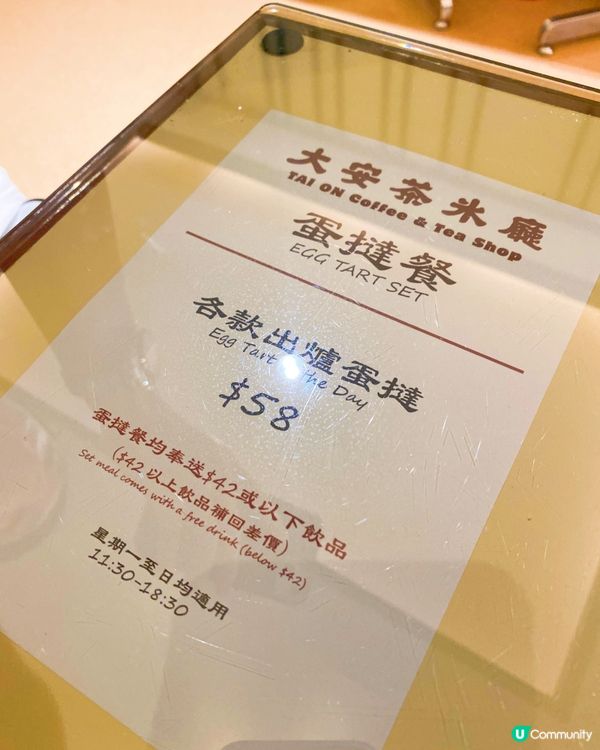 大安茶氷廳
TAI ON Coffee & Tea Shop
蛋撻餐
EGG TART SET
各款出爐蛋撻
Egg Tart the Day
$58
蛋撻餐均奉送$42或以下飲品
($42以上飲品補回差價)
Set meal comes with a free drink (below $42)
星期一至日均適用
11:30-18:30
U Community